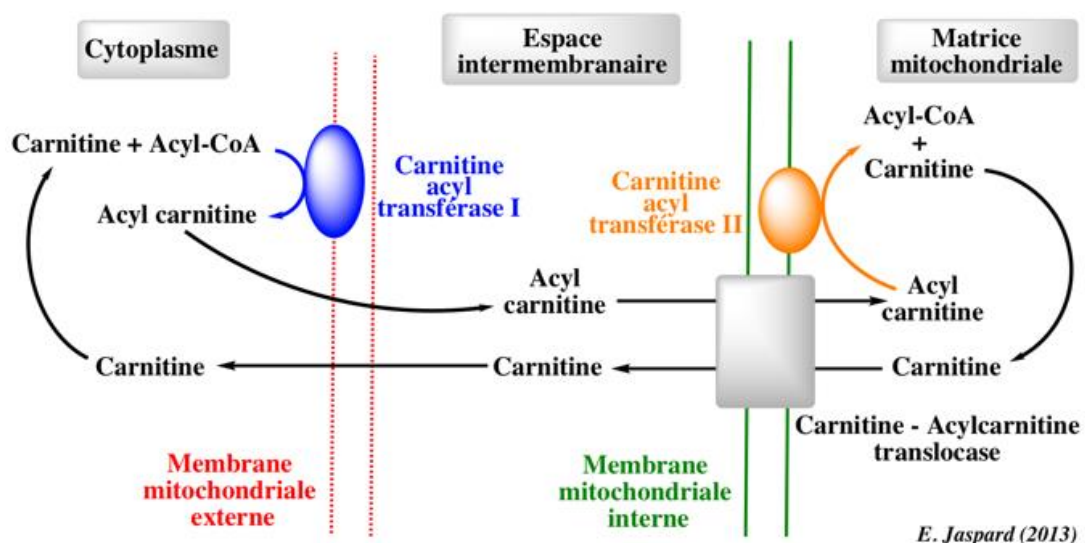 Cytoplasme
Espace
intermembranaire
Matrice
mitochondriale
Carnitine + Acyl-CoA
Acyl carnitine
Carnitine
acyl
transférase I
Carnitine
acyl
transférase II
Acyl-CoA
+
Carnitine
Acyl
carnitine
Acyl
carnitine
Carnitine
Carnitine
Carnitine
Carnitine - Acylcarnitine
translocase
Membrane
mitochondriale
externe
Membrane
mitochondriale
interne
E. Jaspard (2013)